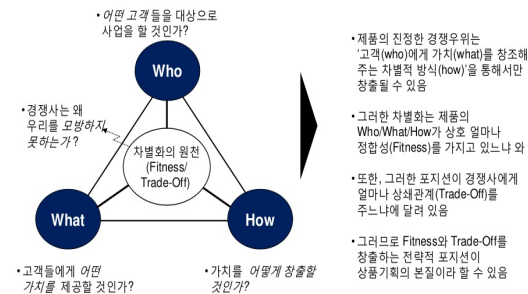 • 어떤 고객 들을 대상으로
사업을 할 것인가?
Who
• 경쟁사는 왜
우리를 모방하지
못하는가?
차별화의 원천
(Fitness/
Trade-Off)
What
How
• 고객들에게 어떤
가치를 제공할 것인가?
• 가치를 어떻게 창출할
것인가?
• 제품의 진정한 경쟁우위는
‘고객(who)에게 가치(what)를 창조해
주는 차별적 방식(how)’을 통해서만
창출될 수 있음
• 그러한 차별화는 제품의
Who/What/How가 상호 얼마나
정합성(Fitness)를 가지고 있느냐 와
• 또한, 그러한 포지션이 경쟁사에게
얼마나 상쇄관계(Trade-Off)를
주느냐에 달려 있음
• 그러므로 Fitness와 Trade-Off를
창출하는 전략적 포지션이
상품기획의 본질이라 할 수 있음